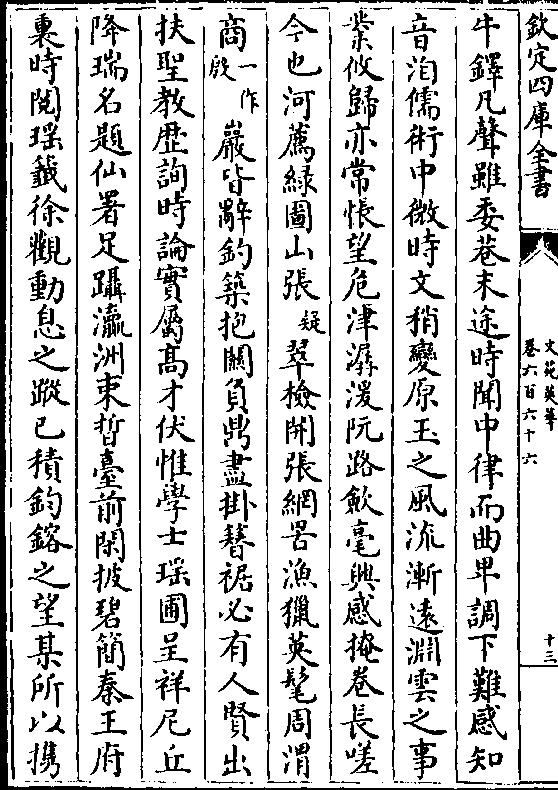 欽定四庫全書
文苑英華
卷六百六十六
十三
牛鐸凡聲雖委巷末途時聞中律而曲卑調下難感知
音洎儒術中微時文稍變原玉之風流漸遠淵雲之事
業攸歸亦常悵望危津潺湲阮路歛毫興感掩卷長嗟
今也河薦緑圖山張疑翠檢開張網罟漁獵英髦周渭
商一作殷巖皆辭釣築抱關負鼎盡掛簪裾必有人賢出
扶聖教歴詢時論實屬髙才伏惟學士瑶圃呈祥尼丘
降瑞名題仙署足躡瀛洲束晳臺前閑披碧簡秦王府
裏時閱瑶籤徐觀動息之蹤已積鈞鎔之望某所以攜